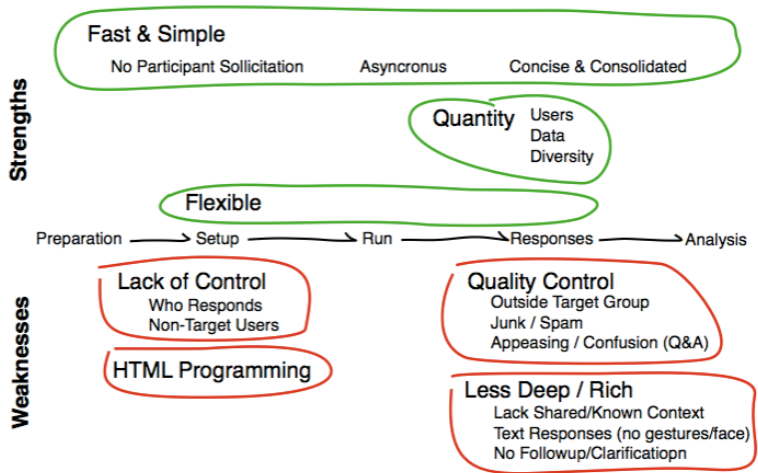 Fast & Simple
No Participant Sollicitation Asyncronus Concise & Consolidated
Strengths
Quantity Users
Data
Diversity
Flexible
Preparation Setup Run Responses Analysis
Weaknesses
Lack of Control
Who Responds
Non-Target Users
HTML Programming
Quality Control
Outside Target Group
Junk / Spam
Appeasing / Confusion (Q&A)
Less Deep / Rich
Lack Shared/Known Context
Text Responses (no gestures/face)
No Followup/Clarificatiopn